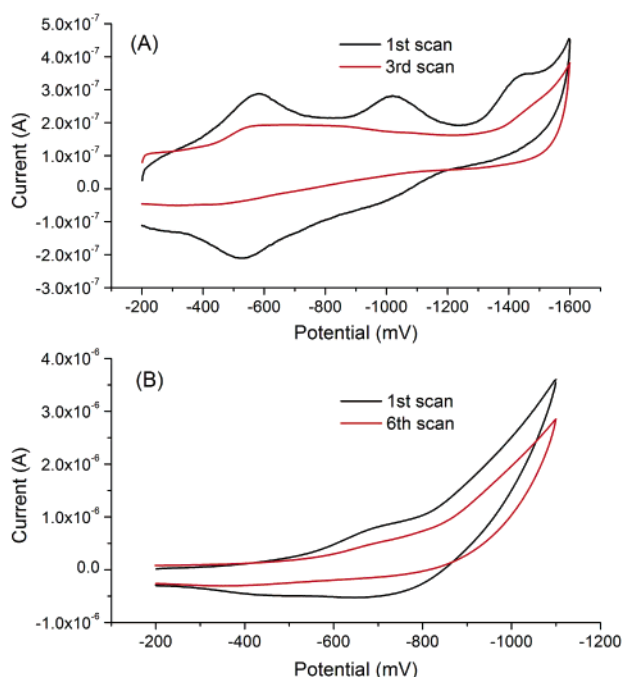 (A)
1st scan
3rd scan
Current (A)
5.0x10⁻⁷
4.0x10⁻⁷
3.0x10⁻⁷
2.0x10⁻⁷
1.0x10⁻⁷
0.0
-1.0x10⁻⁷
-2.0x10⁻⁷
-3.0x10⁻⁷
-200 -400 -600 -800 -1000 -1200 -1400 -1600
Potential (mV)
(B)
1st scan
6th scan
Current (A)
4.0x10⁻⁶
3.0x10⁻⁶
2.0x10⁻⁶
1.0x10⁻⁶
0.0
-1.0x10⁻⁶
-200 -400 -600 -800 -1000 -1200
Potential (mV)